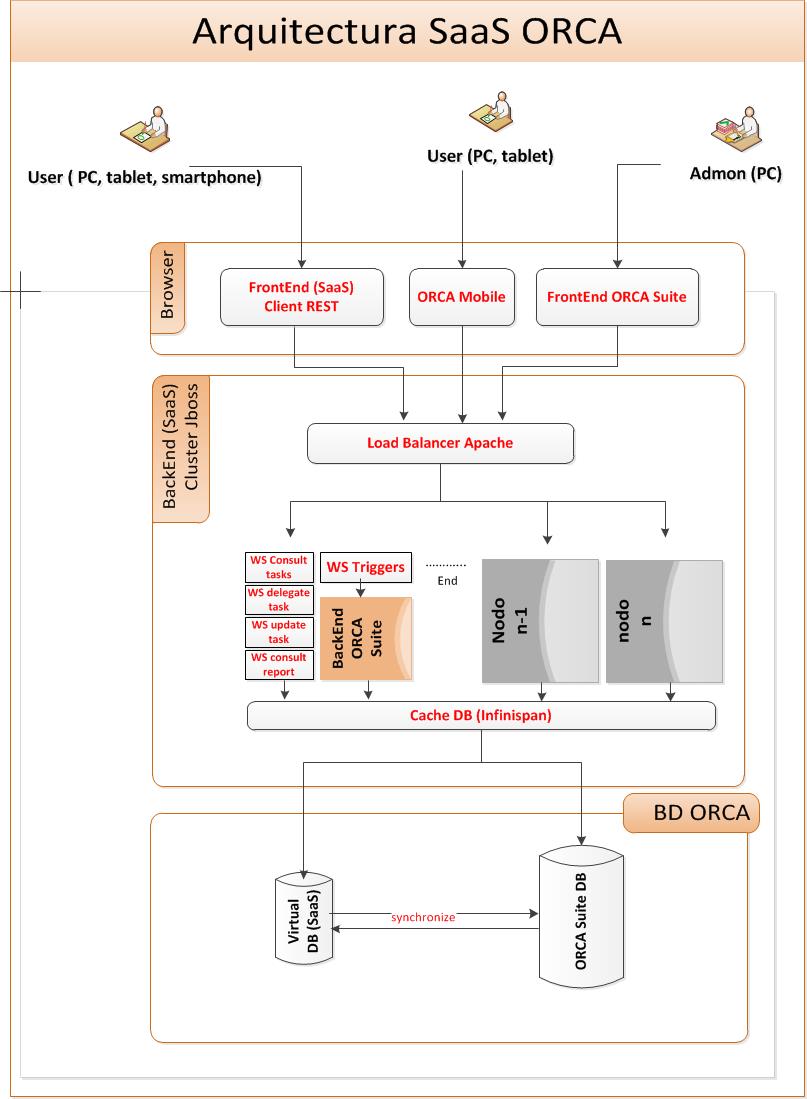 Arquitectura SaaS ORCA
User ( PC, tablet, smartphone)
User (PC, tablet)
Admon (PC)
Browser
FrontEnd (SaaS)
Client REST
ORCA Mobile
FrontEnd ORCA Suite
BackEnd (SaaS)
Cluster Jboss
Load Balancer Apache
WS Consult
tasks
WS delegate
task
WS update
task
WS consult
report
WS Triggers
BackEnd
ORCA
Suite
End
Nodo
n-1
nodo
n
Cache DB (Infinispan)
BD ORCA
Virtual
DB (SaaS)
synchronize
ORCA Suite DB